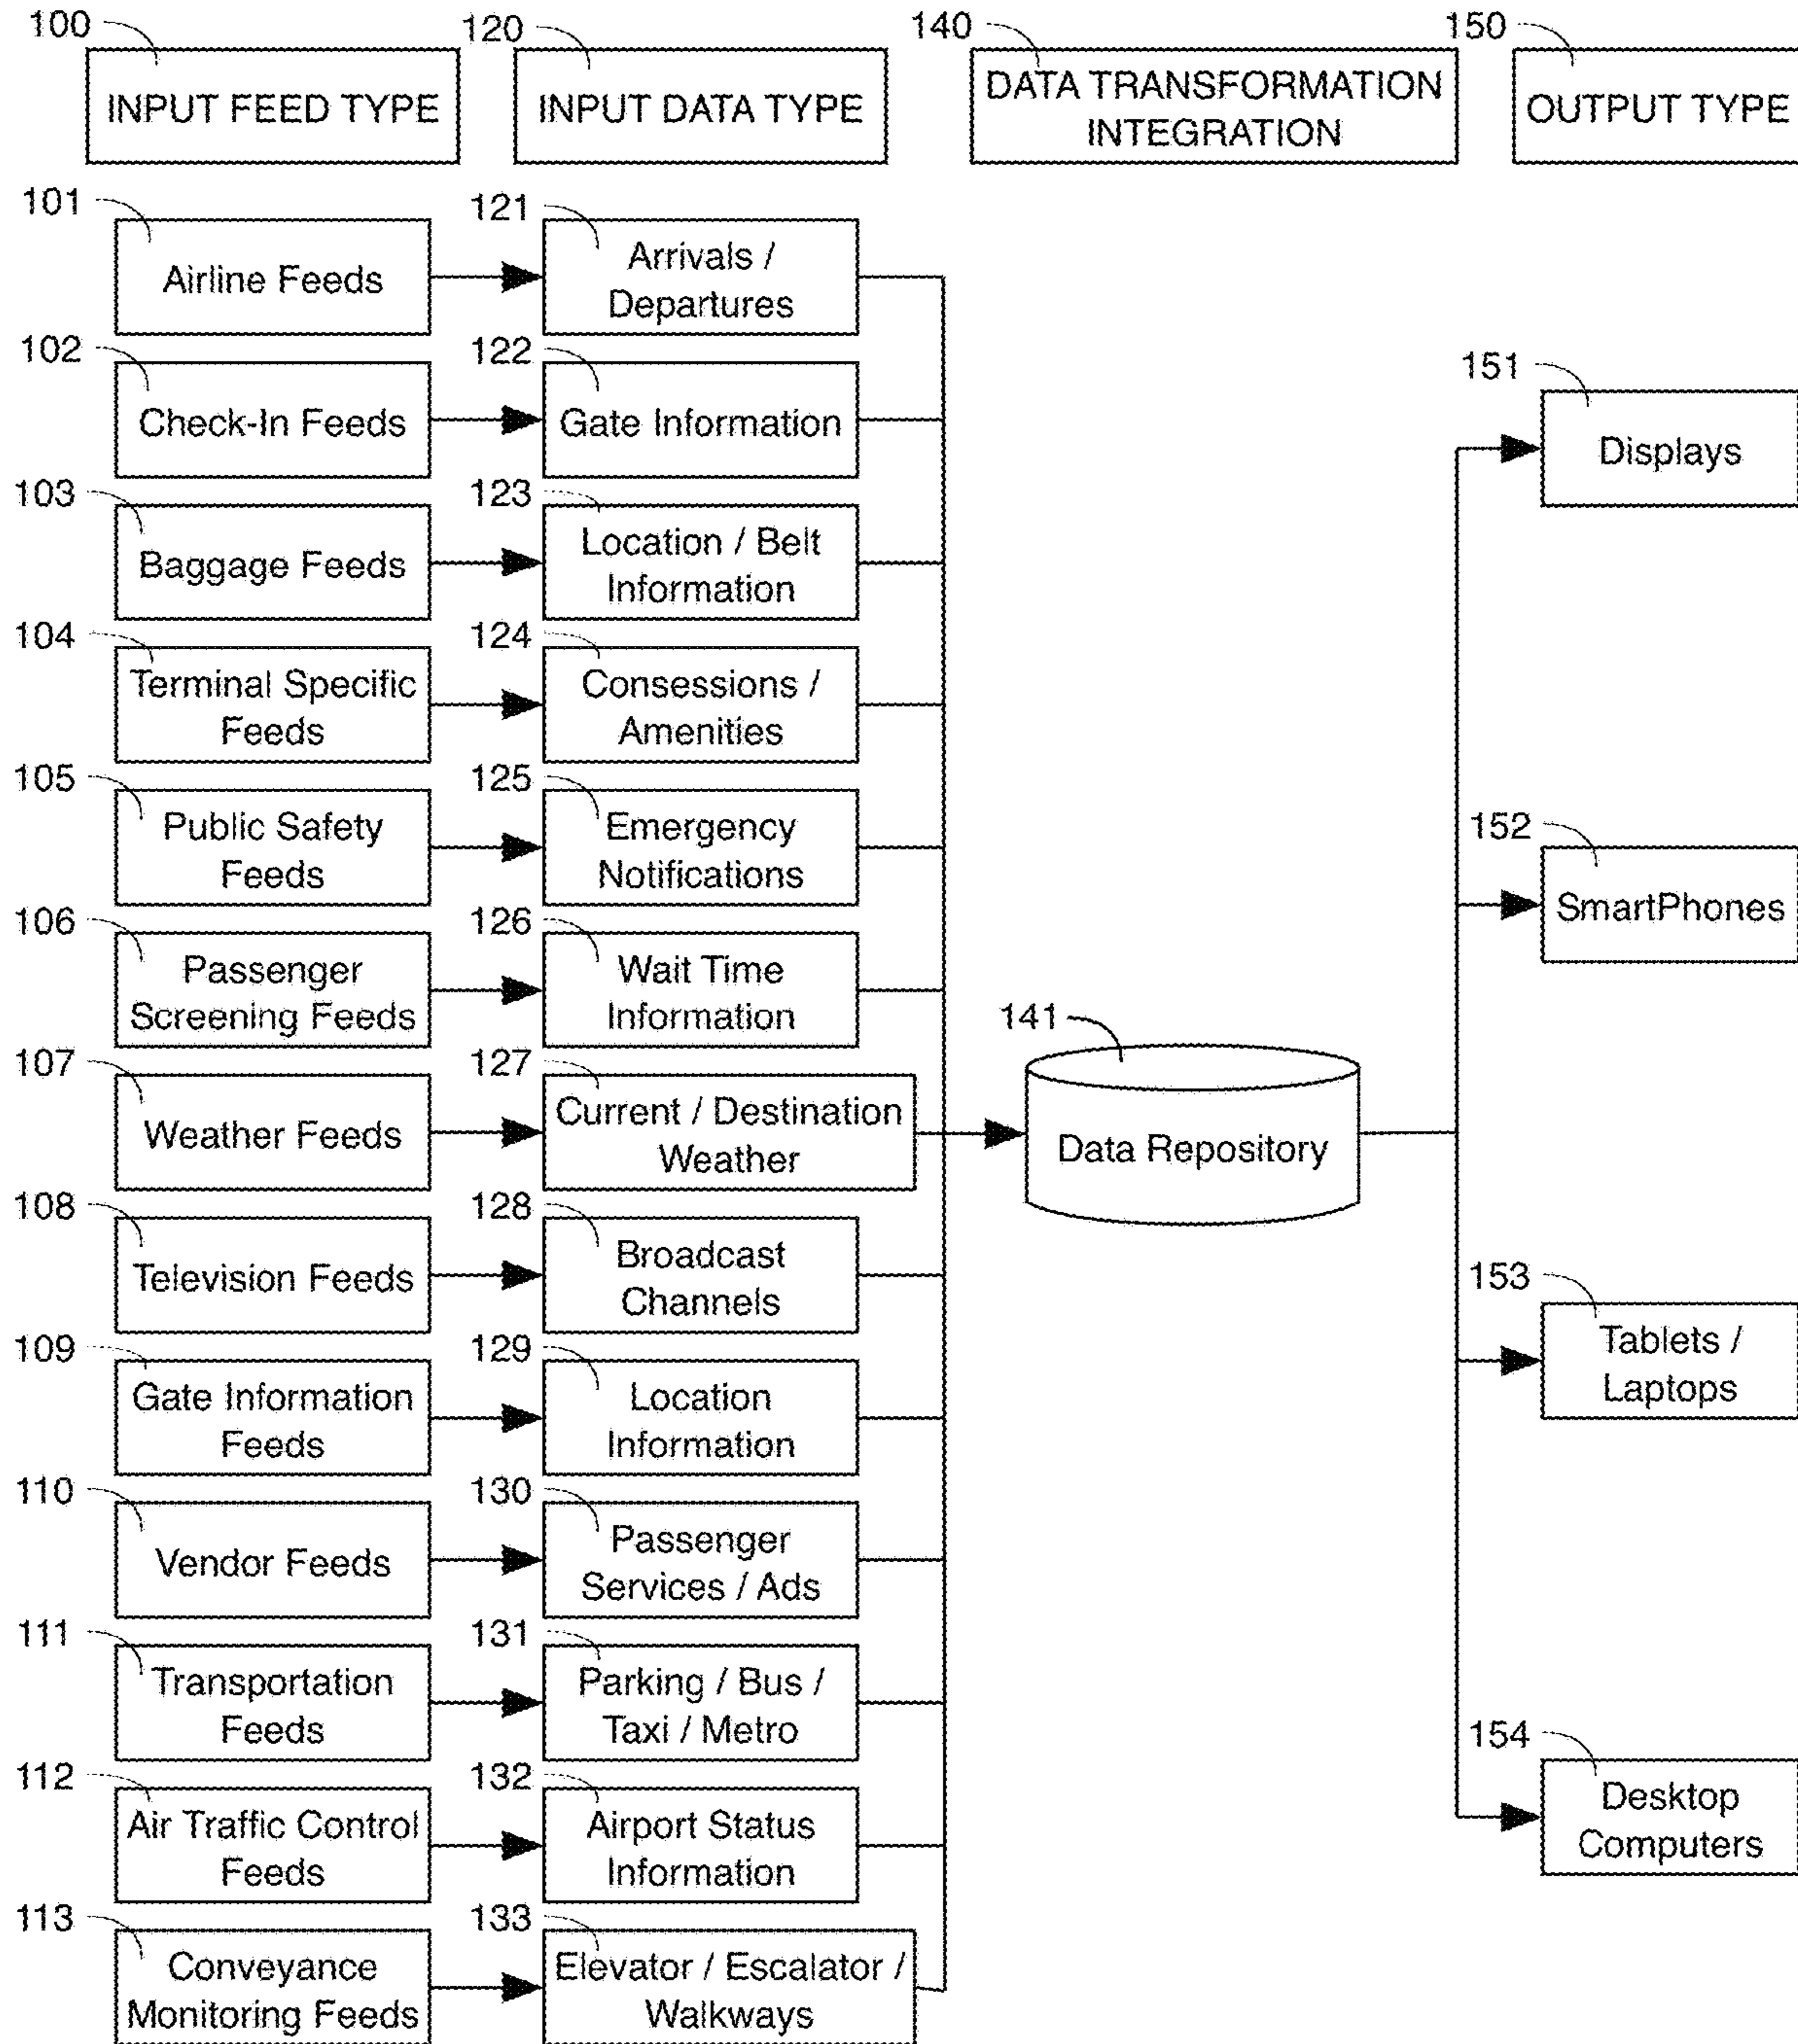 100
INPUT FEED TYPE
120
INPUT DATA TYPE
140
DATA TRANSFORMATION
INTEGRATION
150
OUTPUT TYPE
101
Airline Feeds
121
Arrivals /
Departures
102
Check-In Feeds
122
Gate Information
103
Baggage Feeds
123
Location / Belt
Information
104
Terminal Specific
Feeds
124
Consessions /
Amenities
105
Public Safety
Feeds
125
Emergency
Notifications
106
Passenger
Screening Feeds
126
Wait Time
Information
107
Weather Feeds
127
Current / Destination
Weather
108
Television Feeds
128
Broadcast
Channels
109
Gate Information
Feeds
129
Location
Information
110
Vendor Feeds
130
Passenger
Services / Ads
111
Transportation
Feeds
131
Parking / Bus /
Taxi / Metro
112
Air Traffic Control
Feeds
132
Airport Status
Information
113
Conveyance
Monitoring Feeds
133
Elevator / Escalator /
Walkways
141
Data Repository
151
Displays
152
SmartPhones
153
Tablets /
Laptops
154
Desktop
Computers